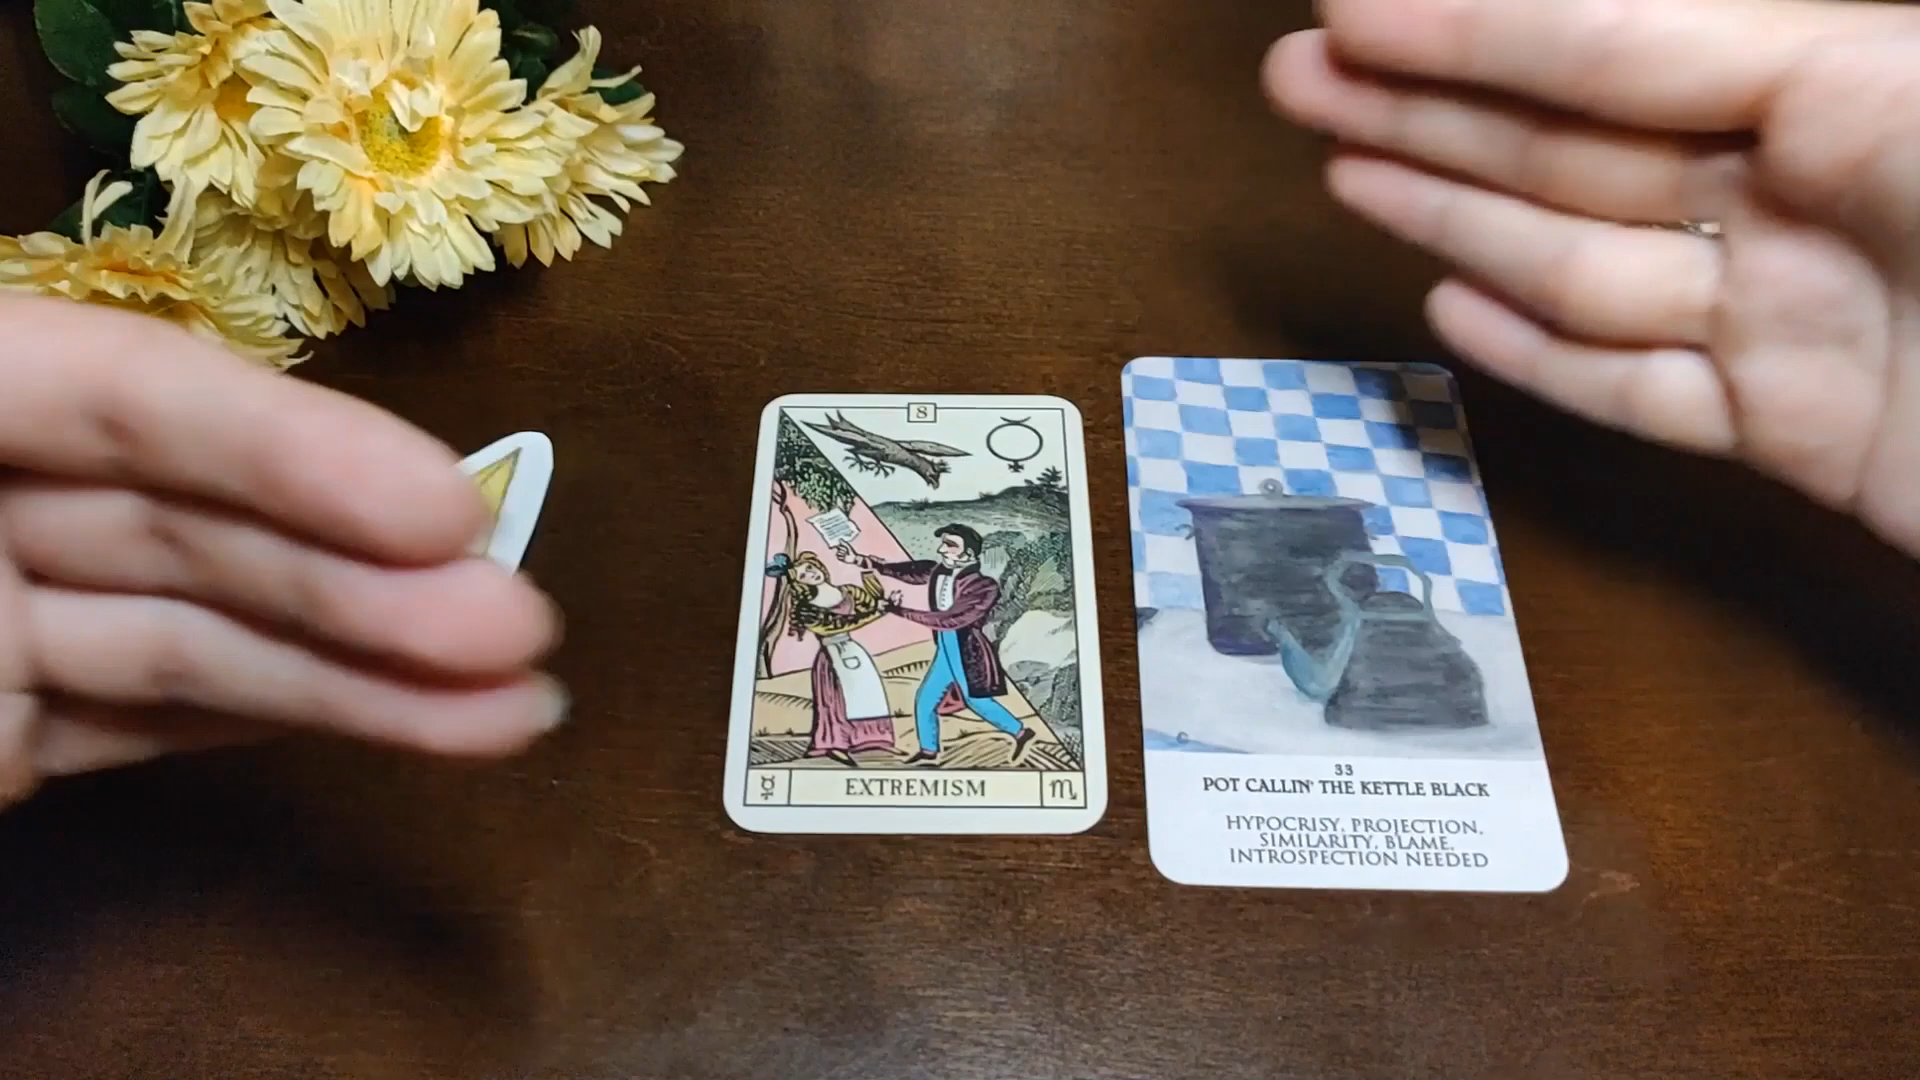 8
EXTREMISM
33
POT CALLIN' THE KETTLE BLACK
HYPOCRISY, PROJECTION,
SIMILARITY, BLAME,
INTROSPECTION NEEDED